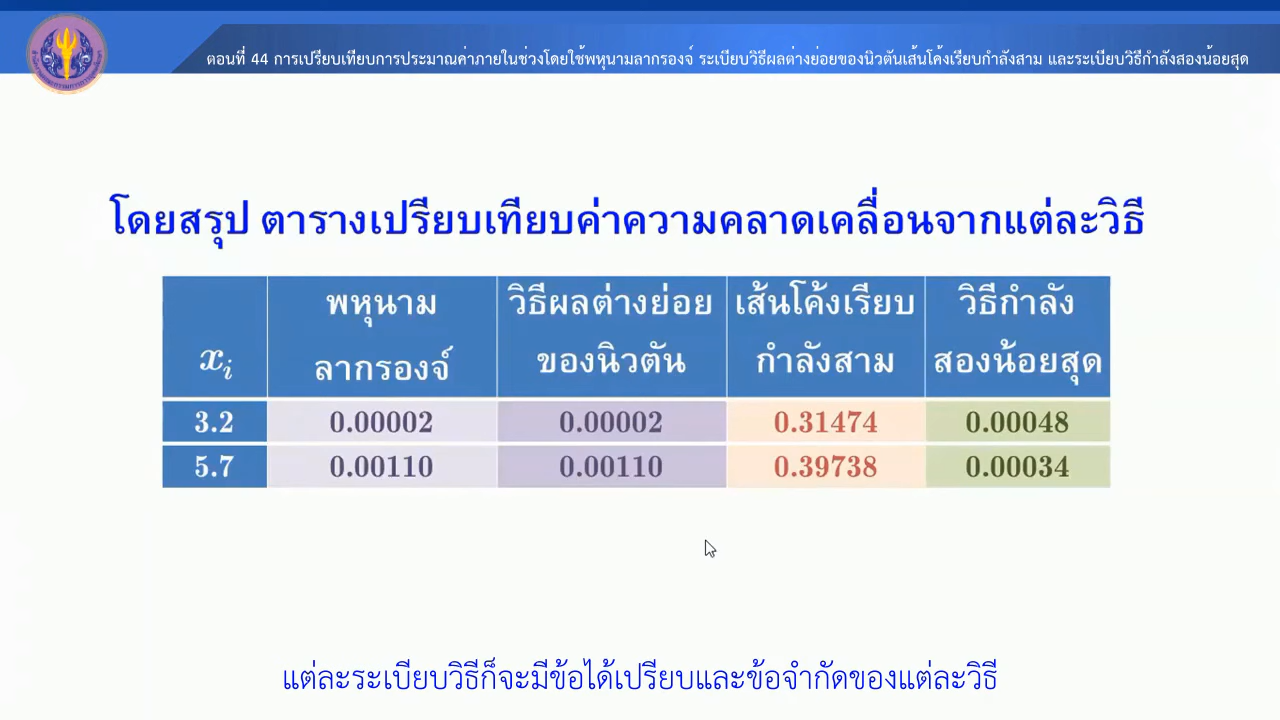 ตอนที่ 44 การเปรียบเทียบการประมาณค่าภายในช่วงโดยใช้พหุนามลากรองจ์ ระเบียบวิธีผลต่างย่อยของนิวตันเส้นโค้งเรียบกำลังสาม และระเบียบวิธีกำลังสองน้อยสุด
โดยสรุป ตารางเปรียบเทียบค่าความคลาดเคลื่อนจากแต่ละวิธี
พหุนาม วิธีผลต่างย่อย เส้นโค้งเรียบ วิธีกำลัง
xᵢ ลากรองจ์ ของนิวตัน กำลังสาม สองน้อยสุด
3.2 0.00002 0.00002 0.31474 0.00048
5.7 0.00110 0.00110 0.39738 0.00034
แต่ละระเบียบวิธีก็จะมีข้อได้เปรียบและข้อจำกัดของแต่ละวิธี